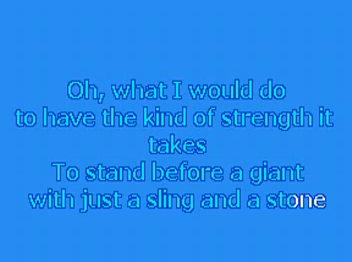 Oh, what I would do
to have the kind of strength it
takes
To stand before a giant
with just a sling and a stone